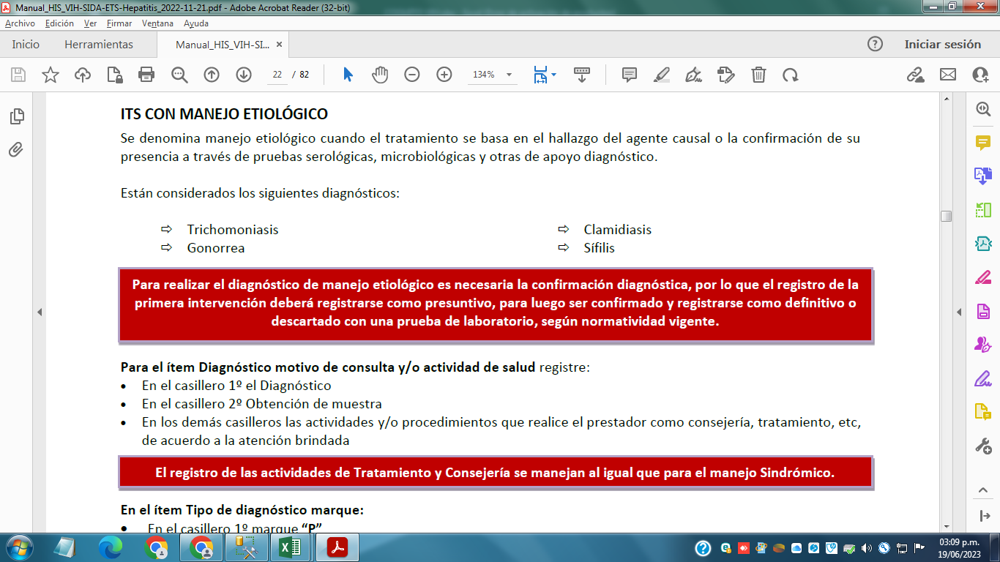 Manual_HIS_VIH-SIDA-ETS-Hepatitis_2022-11-21.pdf - Adobe Acrobat Reader (32-bit)
Archivo Edición Ver Firmar Ventana Ayuda
Inicio Herramientas Manual_HIS_VIH-SI... × ? Iniciar sesión
22 / 82 134%
ITS CON MANEJO ETIOLÓGICO
Se denomina manejo etiológico cuando el tratamiento se basa en el hallazgo del agente causal o la confirmación de su
presencia a través de pruebas serológicas, microbiológicas y otras de apoyo diagnóstico.
Están considerados los siguientes diagnósticos:
⇨ Trichomoniasis ⇨ Clamidiasis
⇨ Gonorrea ⇨ Sífilis
Para realizar el diagnóstico de manejo etiológico es necesaria la confirmación diagnóstica, por lo que el registro de la
primera intervención deberá registrarse como presuntivo, para luego ser confirmado y registrarse como definitivo o
descartado con una prueba de laboratorio, según normatividad vigente.
Para el ítem Diagnóstico motivo de consulta y/o actividad de salud registre:
• En el casillero 1º el Diagnóstico
• En el casillero 2º Obtención de muestra
• En los demás casilleros las actividades y/o procedimientos que realice el prestador como consejería, tratamiento, etc,
de acuerdo a la atención brindada
El registro de las actividades de Tratamiento y Consejería se manejan al igual que para el manejo Sindrómico.
En el ítem Tipo de diagnóstico marque:
• En el casillero 1º marque “P”
03:09 p.m.
19/06/2023